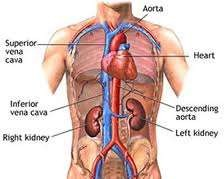 Aorta
Superior
vena
cava
Heart
Inferior
vena cava
Descending
aorta
Right kidney
Left kidney